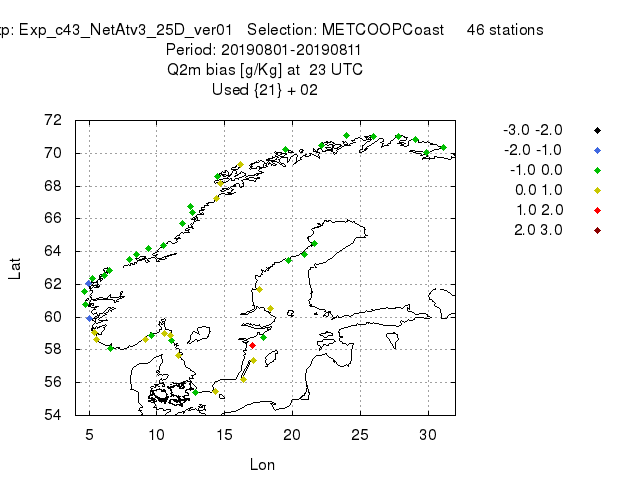 xp: Exp_c43_NetAtv3_25D_ver01 Selection: METCOOPCoast 46 stations
Period: 20190801-20190811
Q2m bias [g/Kg] at 23 UTC
Used {21} + 02
72
70
68
66
64
62
60
58
56
54
5 10 15 20 25 30
Lat
Lon
-3.0 -2.0
-2.0 -1.0
-1.0 0.0
0.0 1.0
1.0 2.0
2.0 3.0